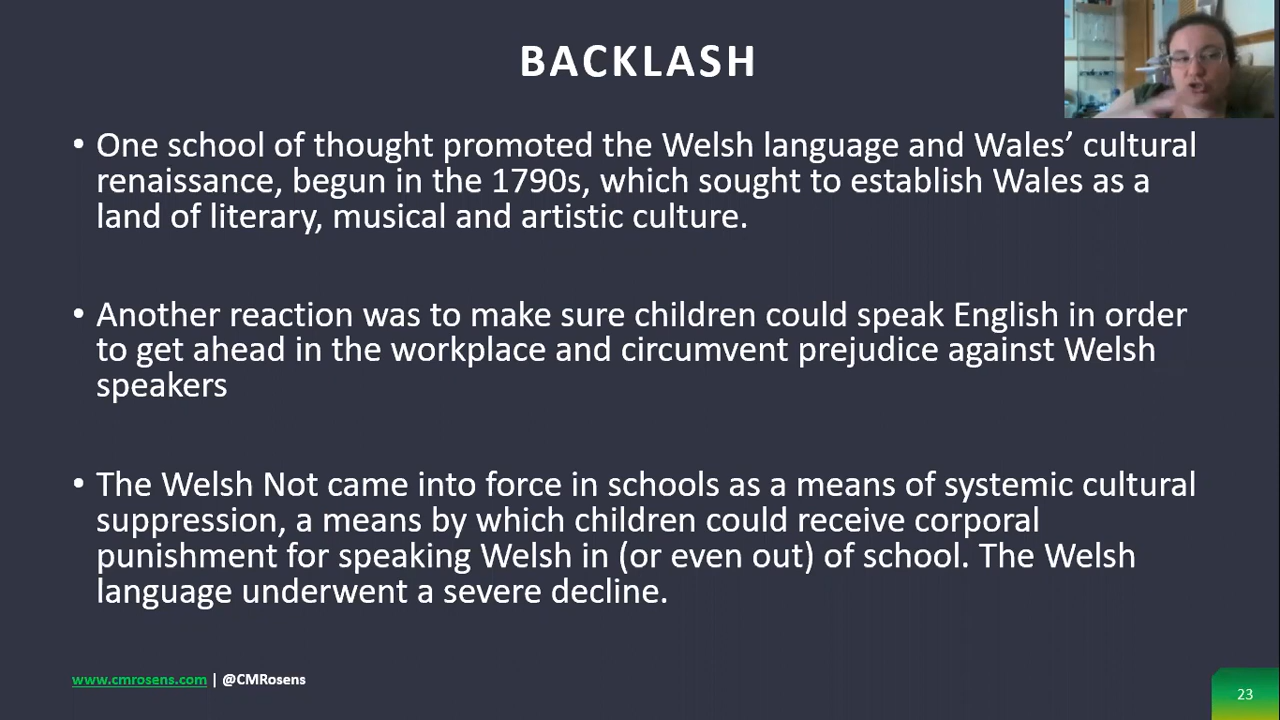 BACKLASH
• One school of thought promoted the Welsh language and Wales’ cultural
renaissance, begun in the 1790s, which sought to establish Wales as a
land of literary, musical and artistic culture.
• Another reaction was to make sure children could speak English in order
to get ahead in the workplace and circumvent prejudice against Welsh
speakers
• The Welsh Not came into force in schools as a means of systemic cultural
suppression, a means by which children could receive corporal
punishment for speaking Welsh in (or even out) of school. The Welsh
language underwent a severe decline.
www.cmrosens.com | @CMRosens
23